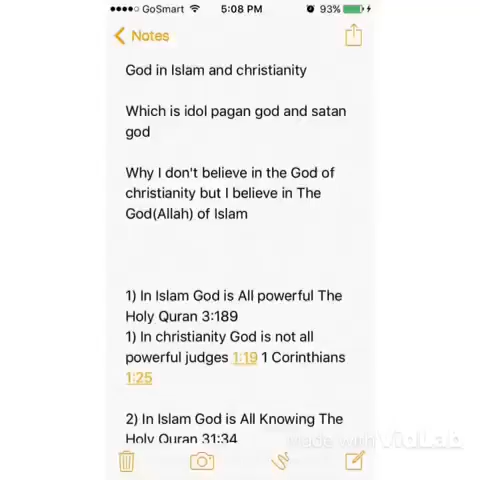 GoSmart 5:08 PM 93%
Notes
God in Islam and christianity
Which is idol pagan god and satan
god
Why I don't believe in the God of
christianity but I believe in The
God(Allah) of Islam
1) In Islam God is All powerful The
Holy Quran 3:189
1) In christianity God is not all
powerful judges 1:19 1 Corinthians
1:25
2) In Islam God is All Knowing The
Holy Quran 31:34
Made with VidLab